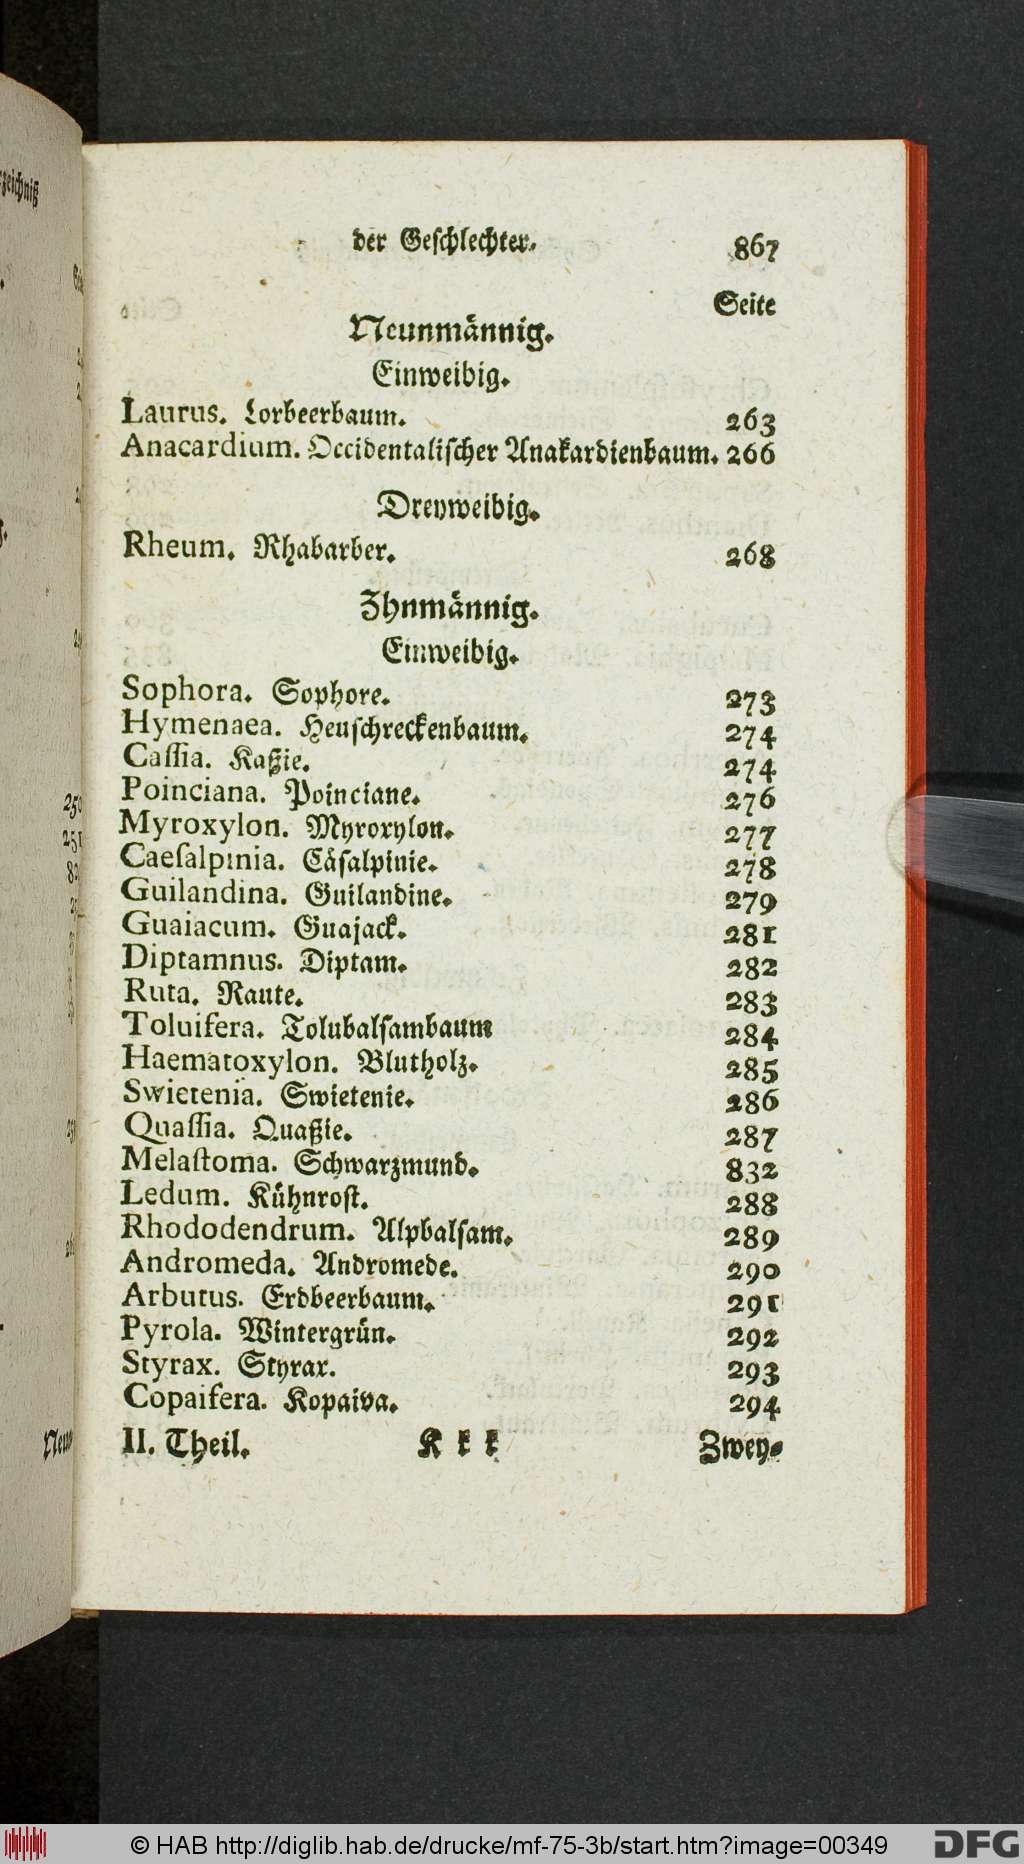 der Geschlechter. 867
Seite
Neunmännig.
Einweibig.
Laurus. Lorbeerbaum. 263
Anacardium. Occidentalischer Anakardienbaum. 266
Dreyweibig.
Rheum. Rhabarber. 268
Zhnmännig.
Einweibig.
Sophora. Sophore. 273
Hymenaea. Heuschreckenbaum. 274
Caſſia. Kaßie. 274
Poinciana. Poinciane. 276
Myroxylon. Myroxylon. 277
Caeſalpinia. Cäſalpinie. 278
Guilandina. Guilandine. 279
Guaiacum. Guajack. 281
Diptamnus. Diptam. 282
Ruta. Raute. 283
Toluifera. Tolubalſambaum 284
Haematoxylon. Blutholz. 285
Swietenia. Swietenie. 286
Quaſſia. Quaßie. 287
Melaſtoma. Schwarzmund. 832
Ledum. Kühnroſt. 288
Rhododendrum. Alpbalſam. 289
Andromeda. Andromede. 290
Arbutus. Erdbeerbaum. 291
Pyrola. Wintergrün. 292
Styrax. Styrax. 293
Copaifera. Kopaiva. 294
II. Theil. K k k Zwey-
© HAB http://diglib.hab.de/drucke/mf-75-3b/start.htm?image=00349 DFG